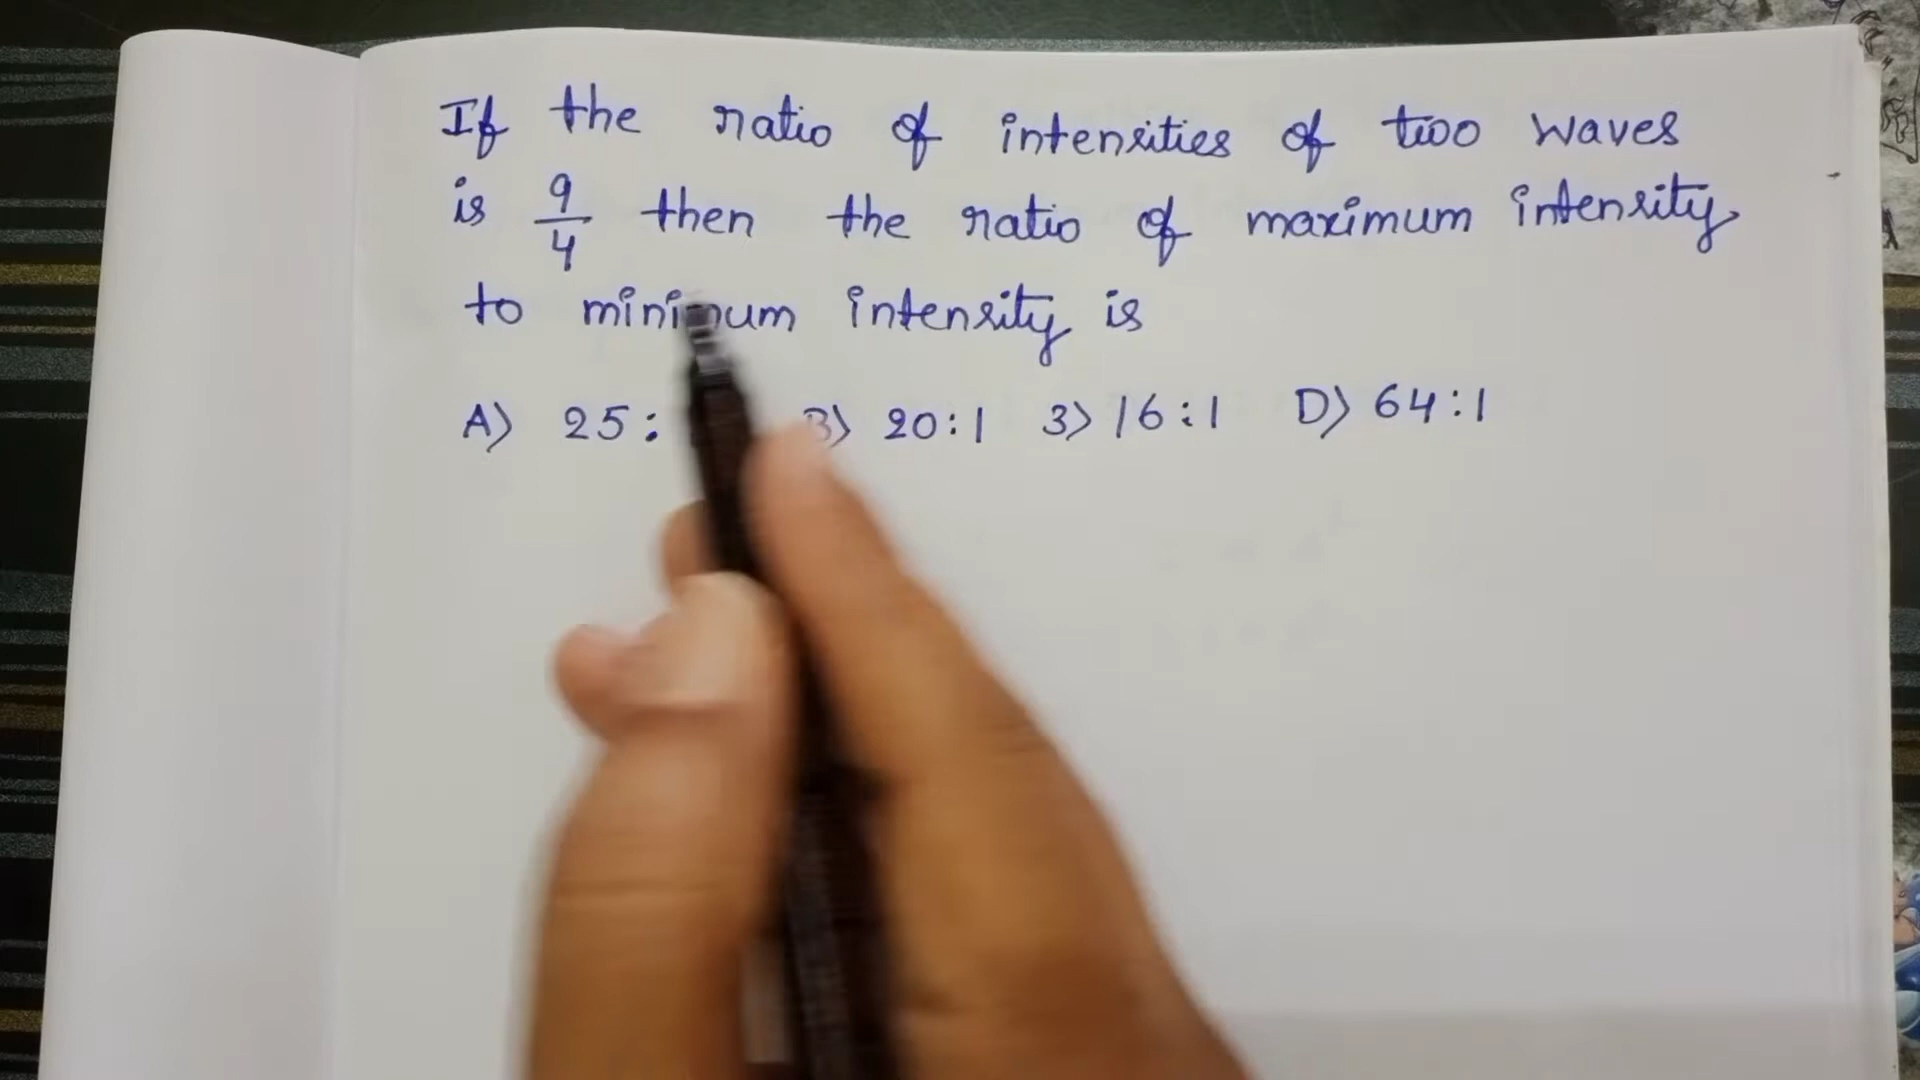 If the ratio of intensities of two waves
is 9/4 then the ratio of maximum intensity
to minimum intensity is
A) 25: B) 20:1 3) 16:1 D) 64:1